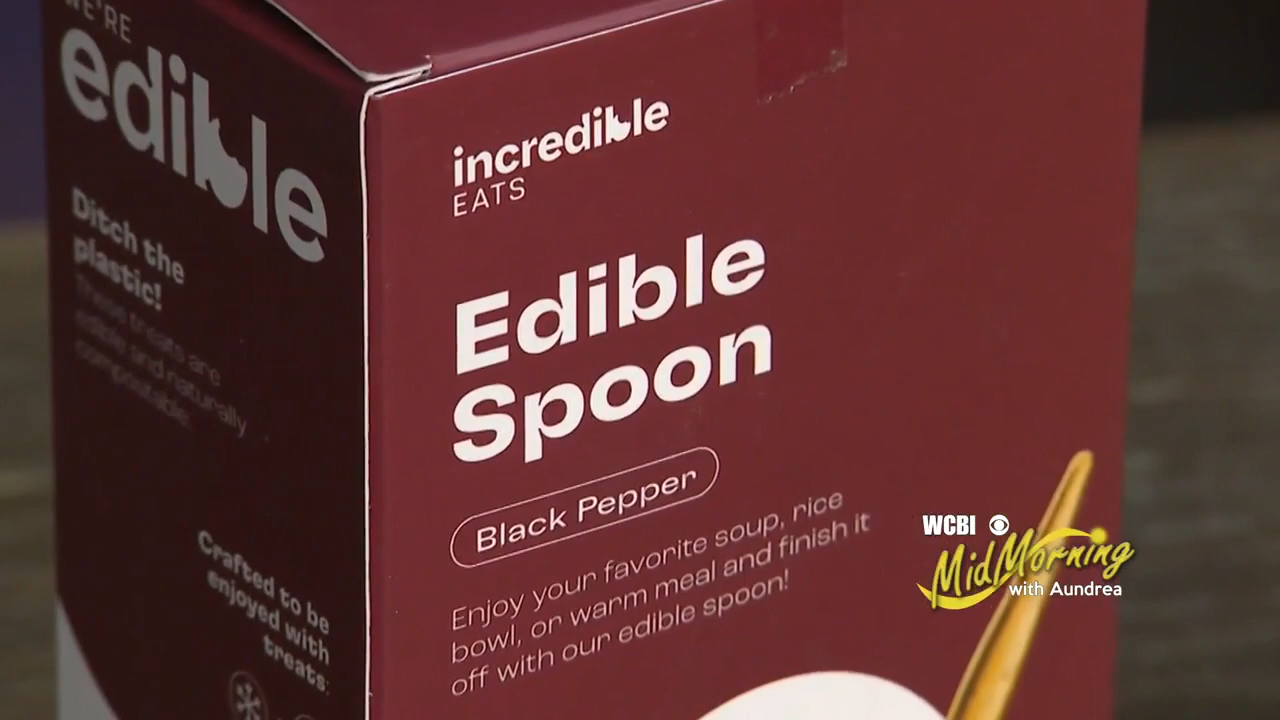 WE'RE
edible
Ditch the
plastic!
These treats are
edible and naturally
compostable.
Crafted to be
enjoyed with
treats:
incredible
EATS
Edible
Spoon
Black Pepper
Enjoy your favorite soup, rice
bowl, or warm meal and finish it
off with our edible spoon!
WCBI
MidMorning
with Aundrea